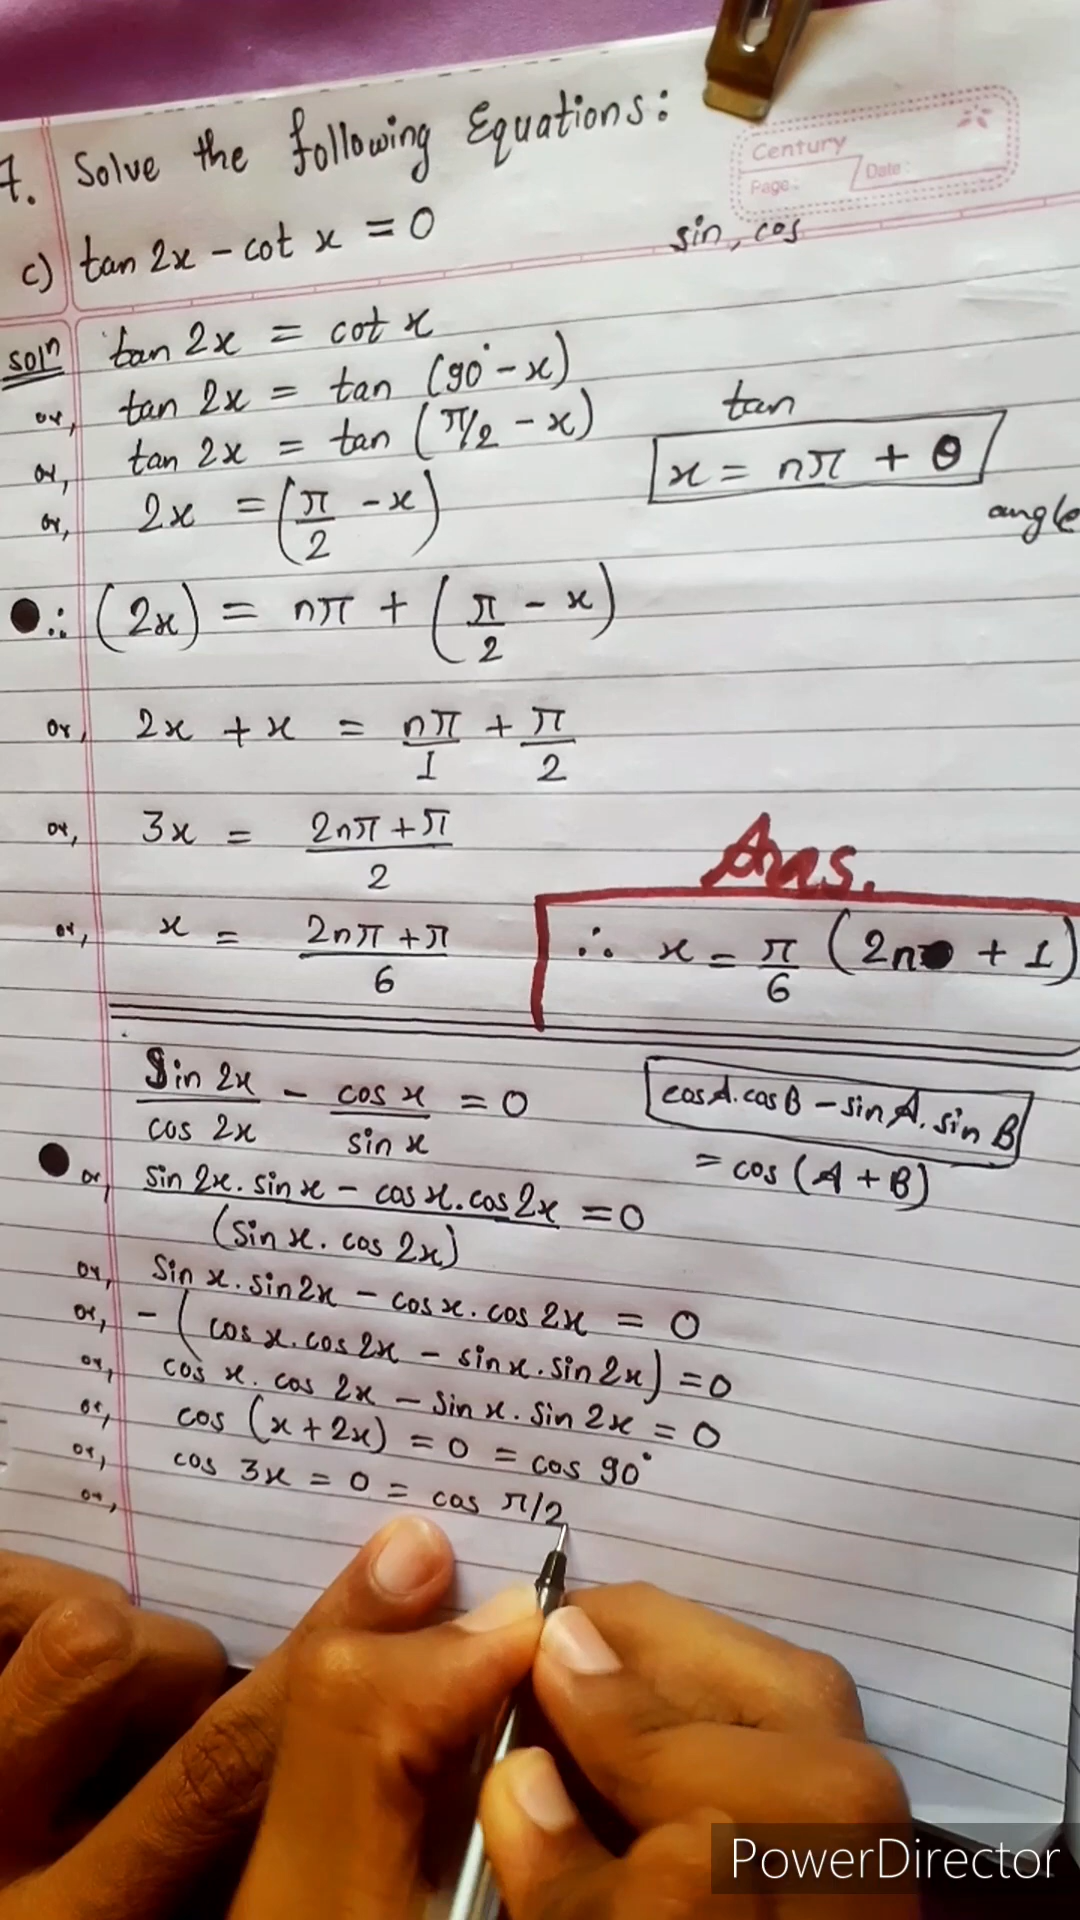 7. Solve the following Equations:
Century
Page: Date:
c) tan 2x - cot x = 0
sin, cos
soln tan 2x = cot x
or, tan 2x = tan (90° - x)
or, tan 2x = tan (π/2 - x)
tan
x = nπ + θ
angle
or, 2x = (π/2 - x)
∴ (2x) = nπ + (π/2 - x)
or, 2x + x = nπ/1 + π/2
or, 3x = 2nπ + π/2
Ans.
or, x = 2nπ + π/6
∴ x = π/6 (2n + 1)
Sin 2x/cos 2x - cos x/sin x = 0
cosA.cosB - sinA.sinB
= cos (A + B)
or, sin 2x. sin x - cos x. cos 2x/(sin x. cos 2x) = 0
or, Sin x. sin 2x - cos x. cos 2x = 0
or, - (cos x. cos 2x - sin x. sin 2x) = 0
or, cos x. cos 2x - sin x. sin 2x = 0
or, cos (x + 2x) = 0 = cos 90°
or, cos 3x = 0 = cos π/2
or,
PowerDirector